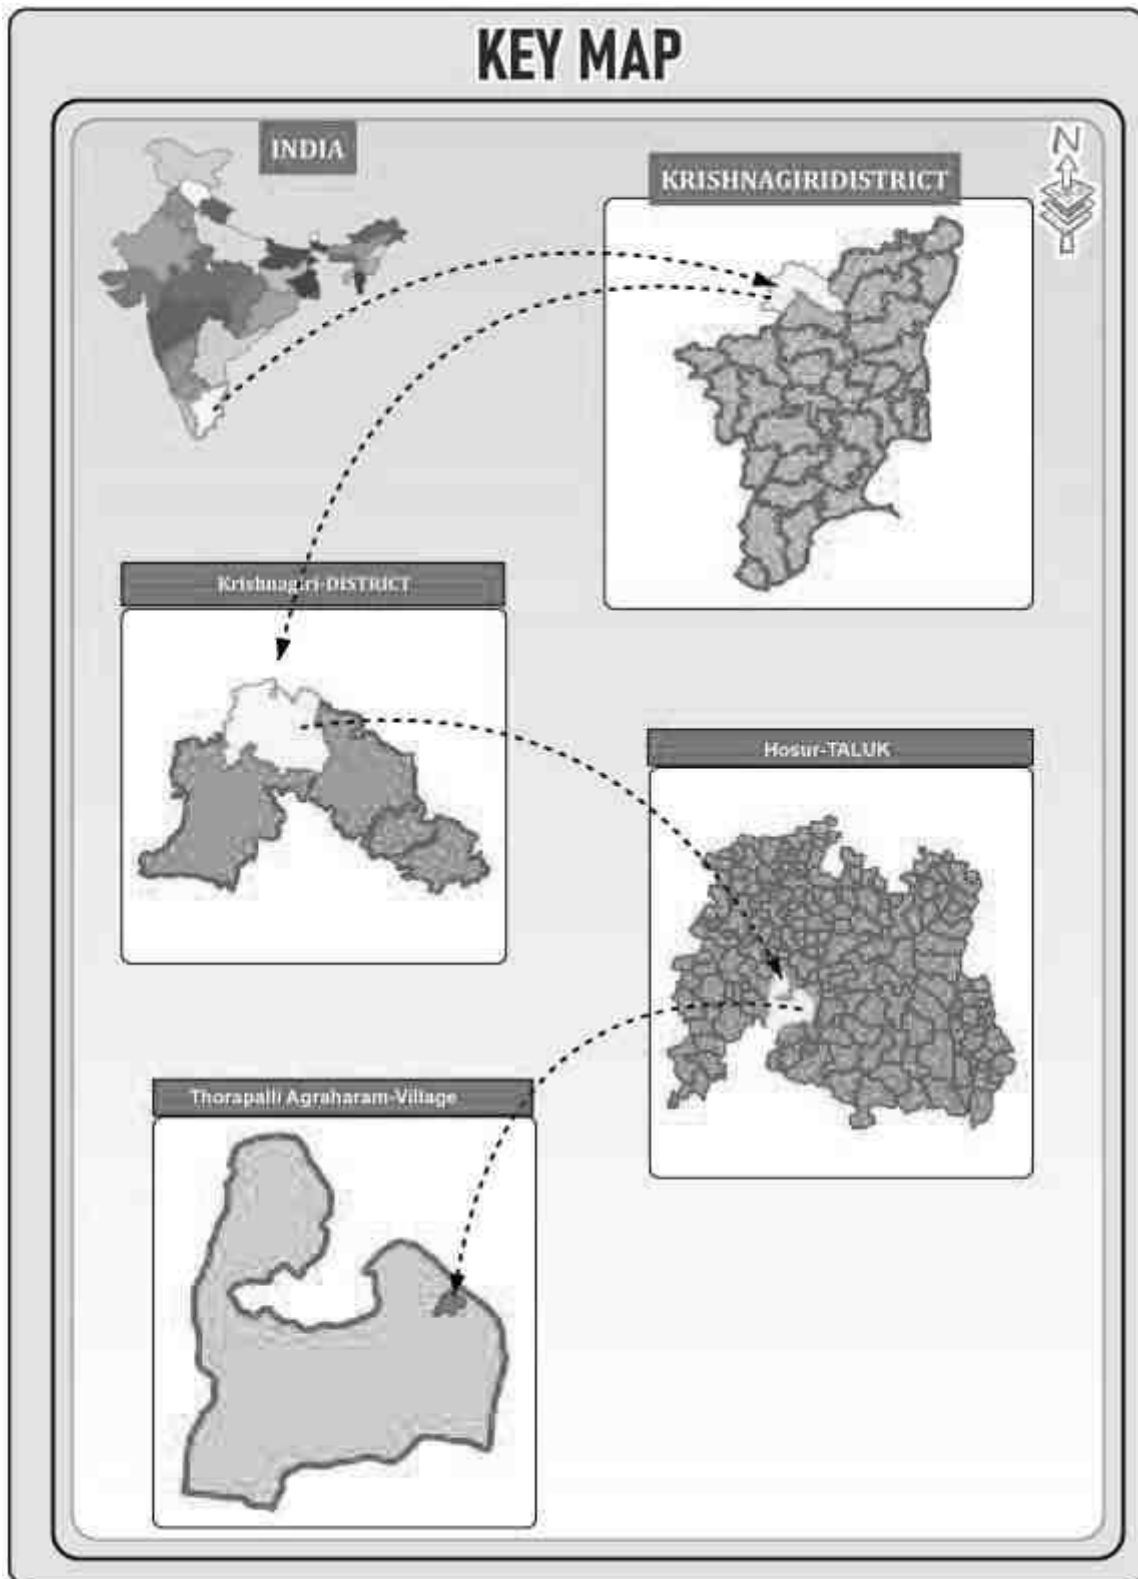 KEY MAP
INDIA
N
KRISHNAGIRIDISTRICT
Krishnagiri-DISTRICT
Hosur-TALUK
Thorapalli Agraharam-Village